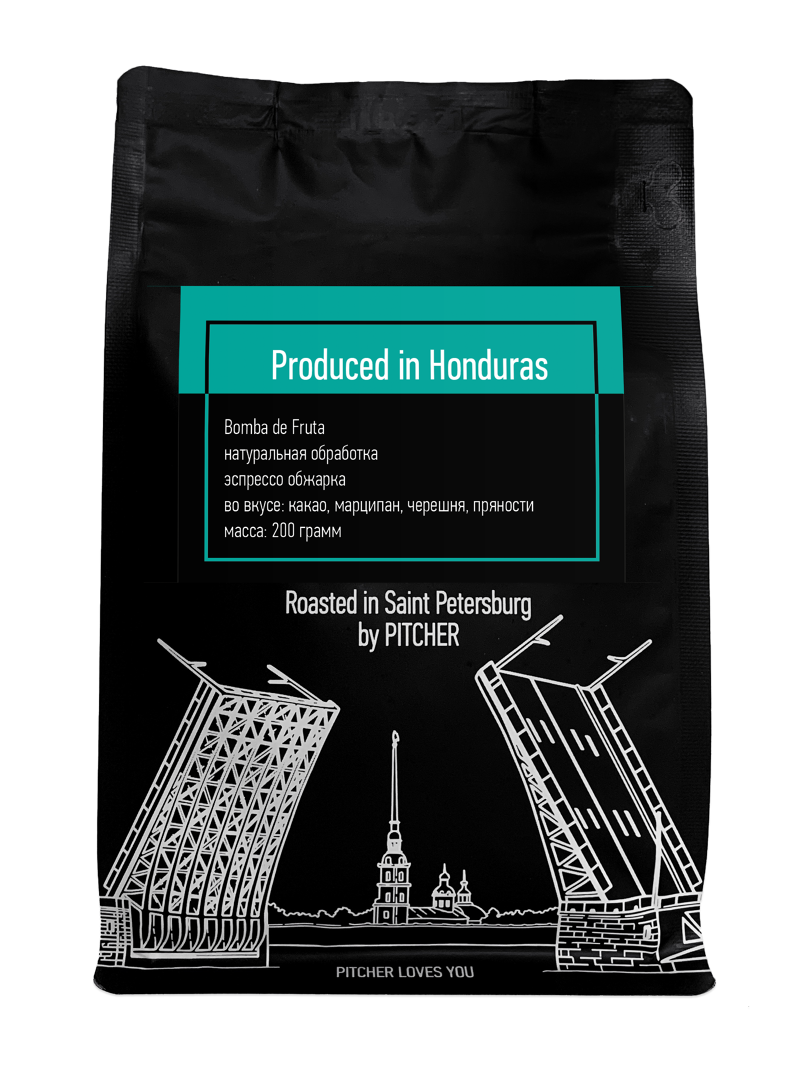 Produced in Honduras
Bomba de Fruta
натуральная обработка
эспрессо обжарка
во вкусе: какао, марципан, черешня, пряности
масса: 200 грамм
Roasted in Saint Petersburg
by PITCHER
PITCHER LOVES YOU